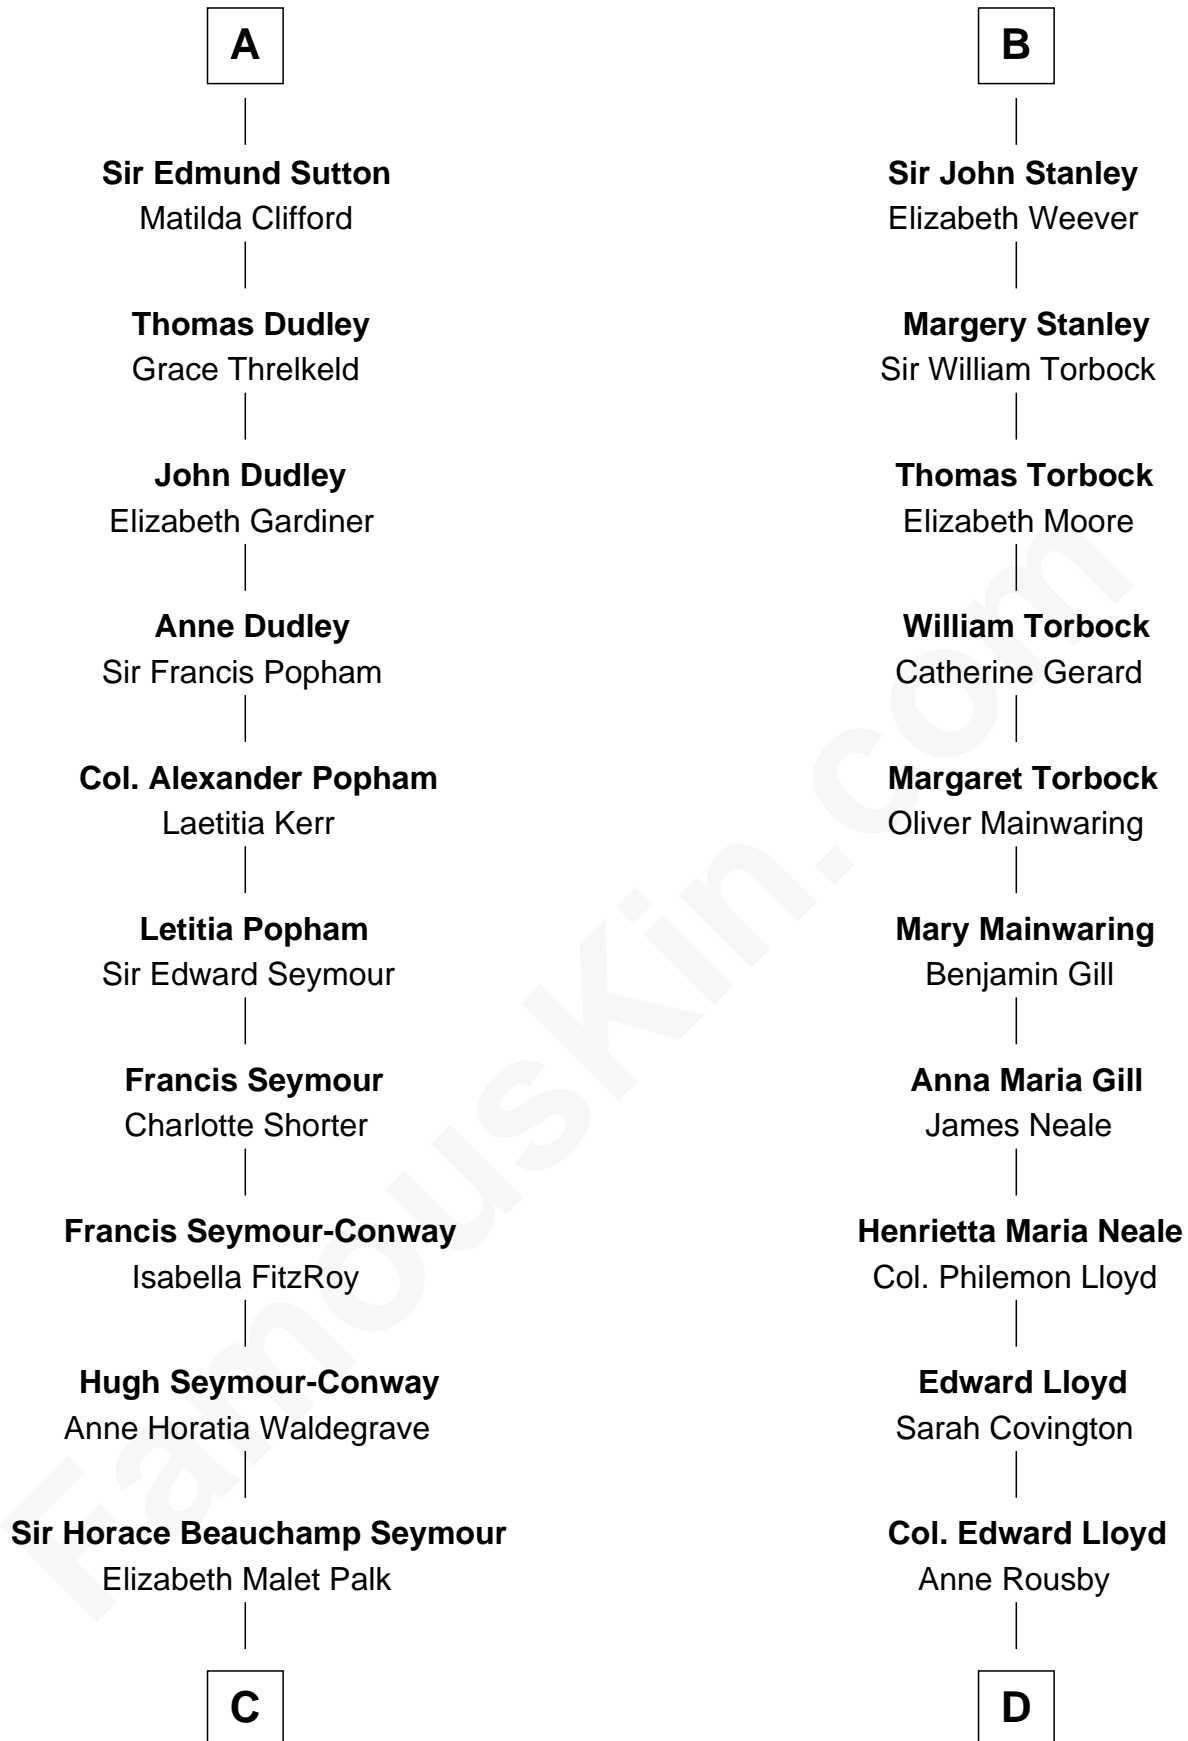 A
Sir Edmund Sutton
Matilda Clifford
Thomas Dudley
Grace Threlkeld
John Dudley
Elizabeth Gardiner
Anne Dudley
Sir Francis Popham
Col. Alexander Popham
Laetitia Kerr
Letitia Popham
Sir Edward Seymour
Francis Seymour
Charlotte Shorter
Francis Seymour-Conway
Isabella FitzRoy
Hugh Seymour-Conway
Anne Horatia Waldegrave
Sir Horace Beauchamp Seymour
Elizabeth Malet Palk
C
B
Sir John Stanley
Elizabeth Weever
Margery Stanley
Sir William Torbock
Thomas Torbock
Elizabeth Moore
William Torbock
Catherine Gerard
Margaret Torbock
Oliver Mainwaring
Mary Mainwaring
Benjamin Gill
Anna Maria Gill
James Neale
Henrietta Maria Neale
Col. Philemon Lloyd
Edward Lloyd
Sarah Covington
Col. Edward Lloyd
Anne Rousby
D
FamousKin.com